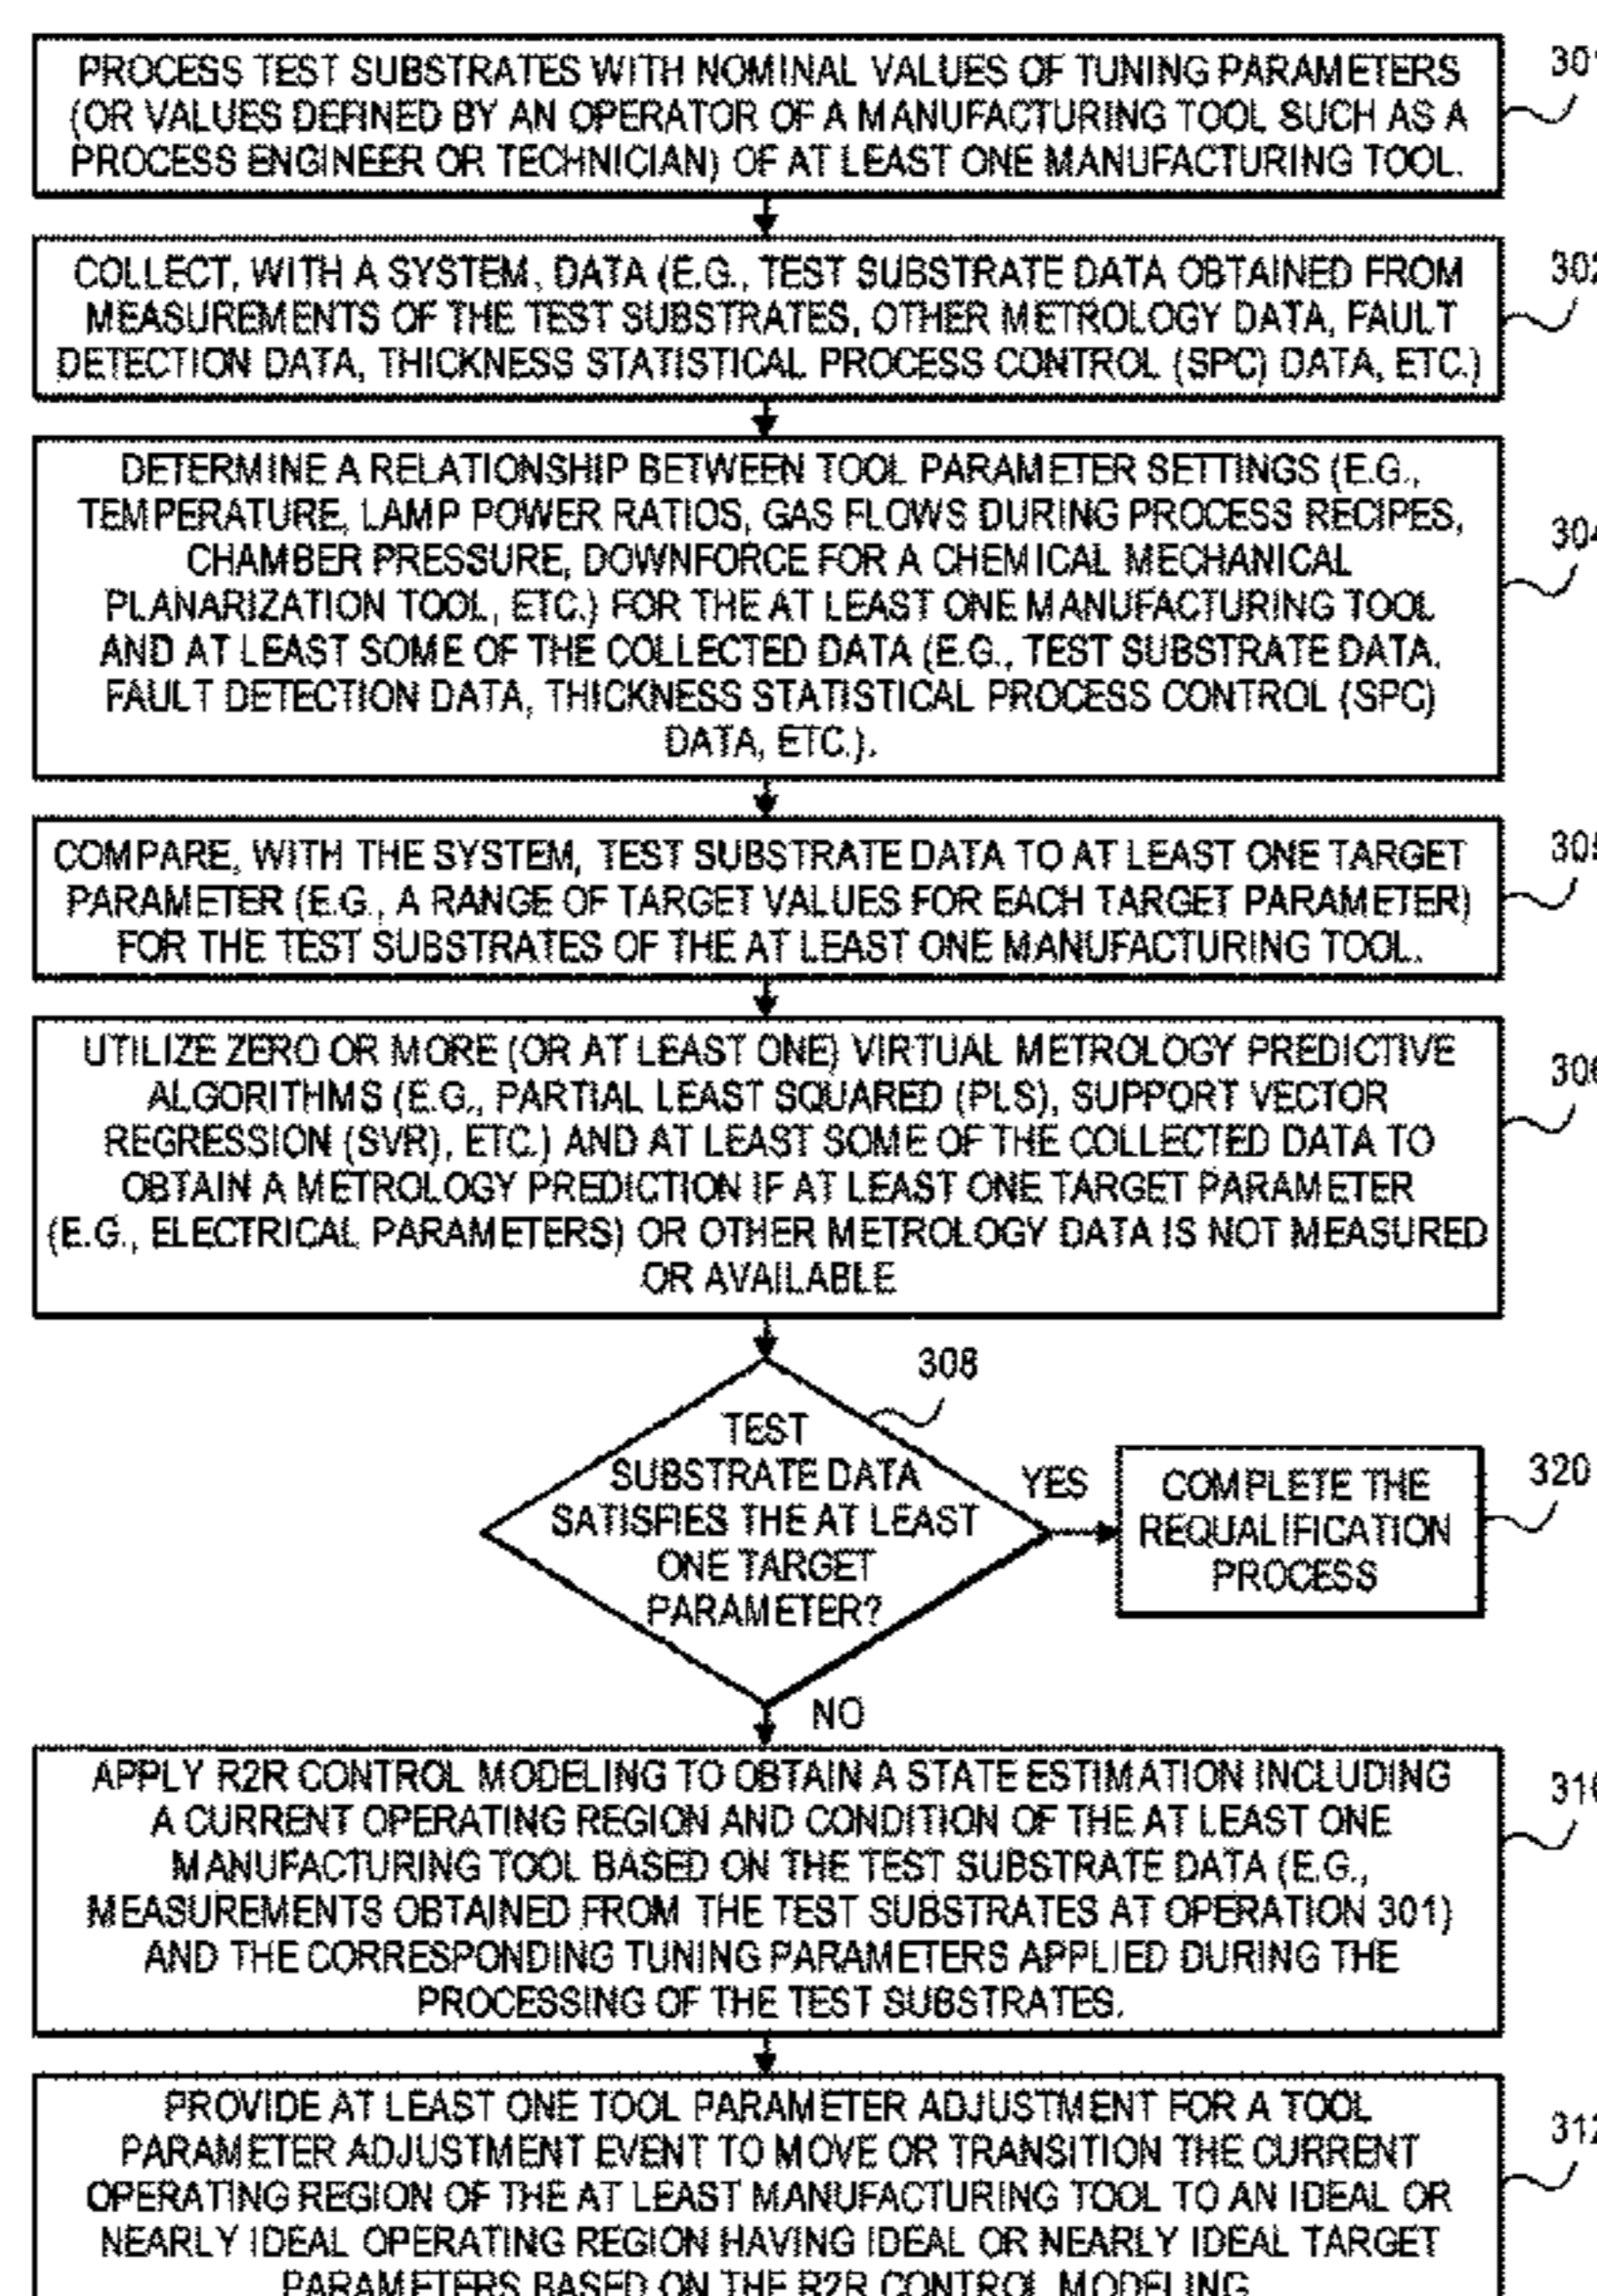 PROCESS TEST SUBSTRATES WITH NOMINAL VALUES OF TUNING PARAMETERS
(OR VALUES DEFINED BY AN OPERATOR OF A MANUFACTURING TOOL SUCH AS A
PROCESS ENGINEER OR TECHNICIAN) OF AT LEAST ONE MANUFACTURING TOOL.
301
COLLECT, WITH A SYSTEM, DATA (E.G., TEST SUBSTRATE DATA OBTAINED FROM
MEASUREMENTS OF THE TEST SUBSTRATES, OTHER METROLOGY DATA, FAULT
DETECTION DATA, THICKNESS STATISTICAL PROCESS CONTROL (SPC) DATA, ETC.)
302
DETERMINE A RELATIONSHIP BETWEEN TOOL PARAMETER SETTINGS (E.G.,
TEMPERATURE, LAMP POWER RATIOS, GAS FLOWS DURING PROCESS RECIPES,
CHAMBER PRESSURE, DOWNFORCE FOR A CHEMICAL MECHANICAL
PLANARIZATION TOOL, ETC.) FOR THE AT LEAST ONE MANUFACTURING TOOL
AND AT LEAST SOME OF THE COLLECTED DATA (E.G., TEST SUBSTRATE DATA,
FAULT DETECTION DATA, THICKNESS STATISTICAL PROCESS CONTROL (SPC)
DATA, ETC.).
304
COMPARE, WITH THE SYSTEM, TEST SUBSTRATE DATA TO AT LEAST ONE TARGET
PARAMETER (E.G., A RANGE OF TARGET VALUES FOR EACH TARGET PARAMETER)
FOR THE TEST SUBSTRATES OF THE AT LEAST ONE MANUFACTURING TOOL.
305
UTILIZE ZERO OR MORE (OR AT LEAST ONE) VIRTUAL METROLOGY PREDICTIVE
ALGORITHMS (E.G., PARTIAL LEAST SQUARED (PLS), SUPPORT VECTOR
REGRESSION (SVR), ETC.) AND AT LEAST SOME OF THE COLLECTED DATA TO
OBTAIN A METROLOGY PREDICTION IF AT LEAST ONE TARGET PARAMETER
(E.G., ELECTRICAL PARAMETERS) OR OTHER METROLOGY DATA IS NOT MEASURED
OR AVAILABLE
306
308
TEST
SUBSTRATE DATA
SATISFIES THE AT LEAST
ONE TARGET
PARAMETER?
YES
COMPLETE THE
REQUALIFICATION
PROCESS
320
NO
APPLY R2R CONTROL MODELING TO OBTAIN A STATE ESTIMATION INCLUDING
A CURRENT OPERATING REGION AND CONDITION OF THE AT LEAST ONE
MANUFACTURING TOOL BASED ON THE TEST SUBSTRATE DATA (E.G.,
MEASUREMENTS OBTAINED FROM THE TEST SUBSTRATES AT OPERATION 301)
AND THE CORRESPONDING TUNING PARAMETERS APPLIED DURING THE
PROCESSING OF THE TEST SUBSTRATES.
310
PROVIDE AT LEAST ONE TOOL PARAMETER ADJUSTMENT FOR A TOOL
PARAMETER ADJUSTMENT EVENT TO MOVE OR TRANSITION THE CURRENT
OPERATING REGION OF THE AT LEAST MANUFACTURING TOOL TO AN IDEAL OR
NEARLY IDEAL OPERATING REGION HAVING IDEAL OR NEARLY IDEAL TARGET
PARAMETERS BASED ON THE R2R CONTROL MODELING
312